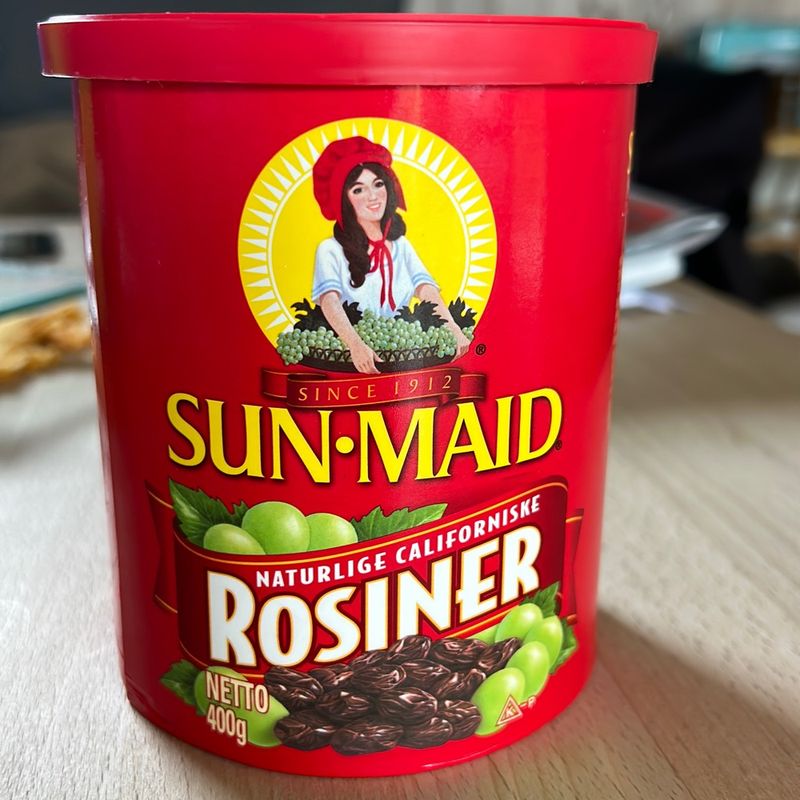 SINCE 1912
SUN•MAID®
NATURLIGE CALIFORNISKE
ROSINER
NETTO
400g
K-P